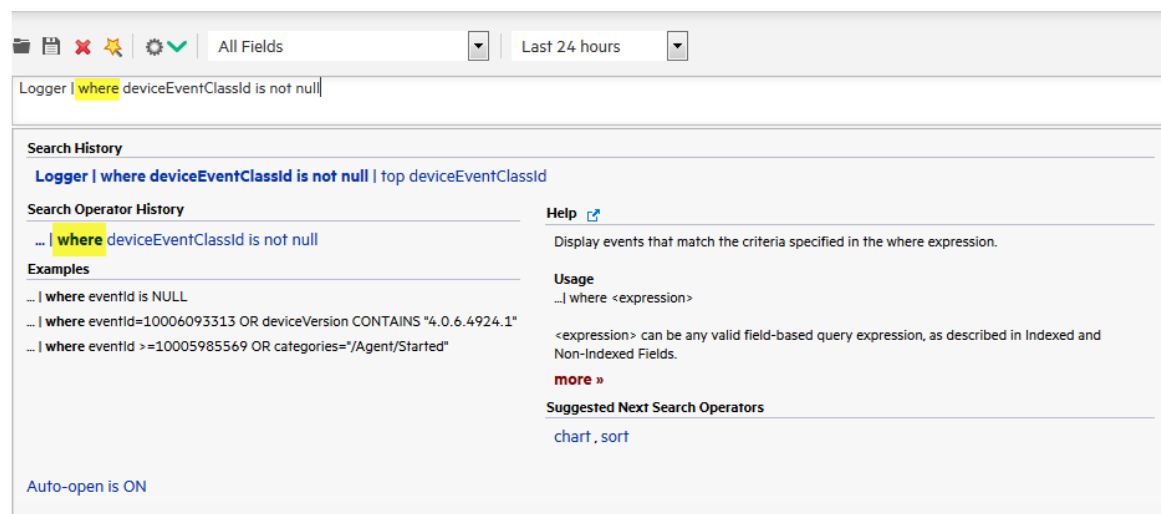 All Fields
Last 24 hours
Logger | where deviceEventClassId is not null
Search History
Logger | where deviceEventClassId is not null | top deviceEventClassId
Search Operator History
... | where deviceEventClassId is not null
Examples
... | where eventId is NULL
... | where eventId=10006093313 OR deviceVersion CONTAINS "4.0.6.4924.1"
... | where eventId >=10005985569 OR categories="/Agent/Started"
Help
Display events that match the criteria specified in the where expression.
Usage
...| where <expression>
<expression> can be any valid field-based query expression, as described in Indexed and
Non-Indexed Fields.
more »
Suggested Next Search Operators
chart , sort
Auto-open is ON